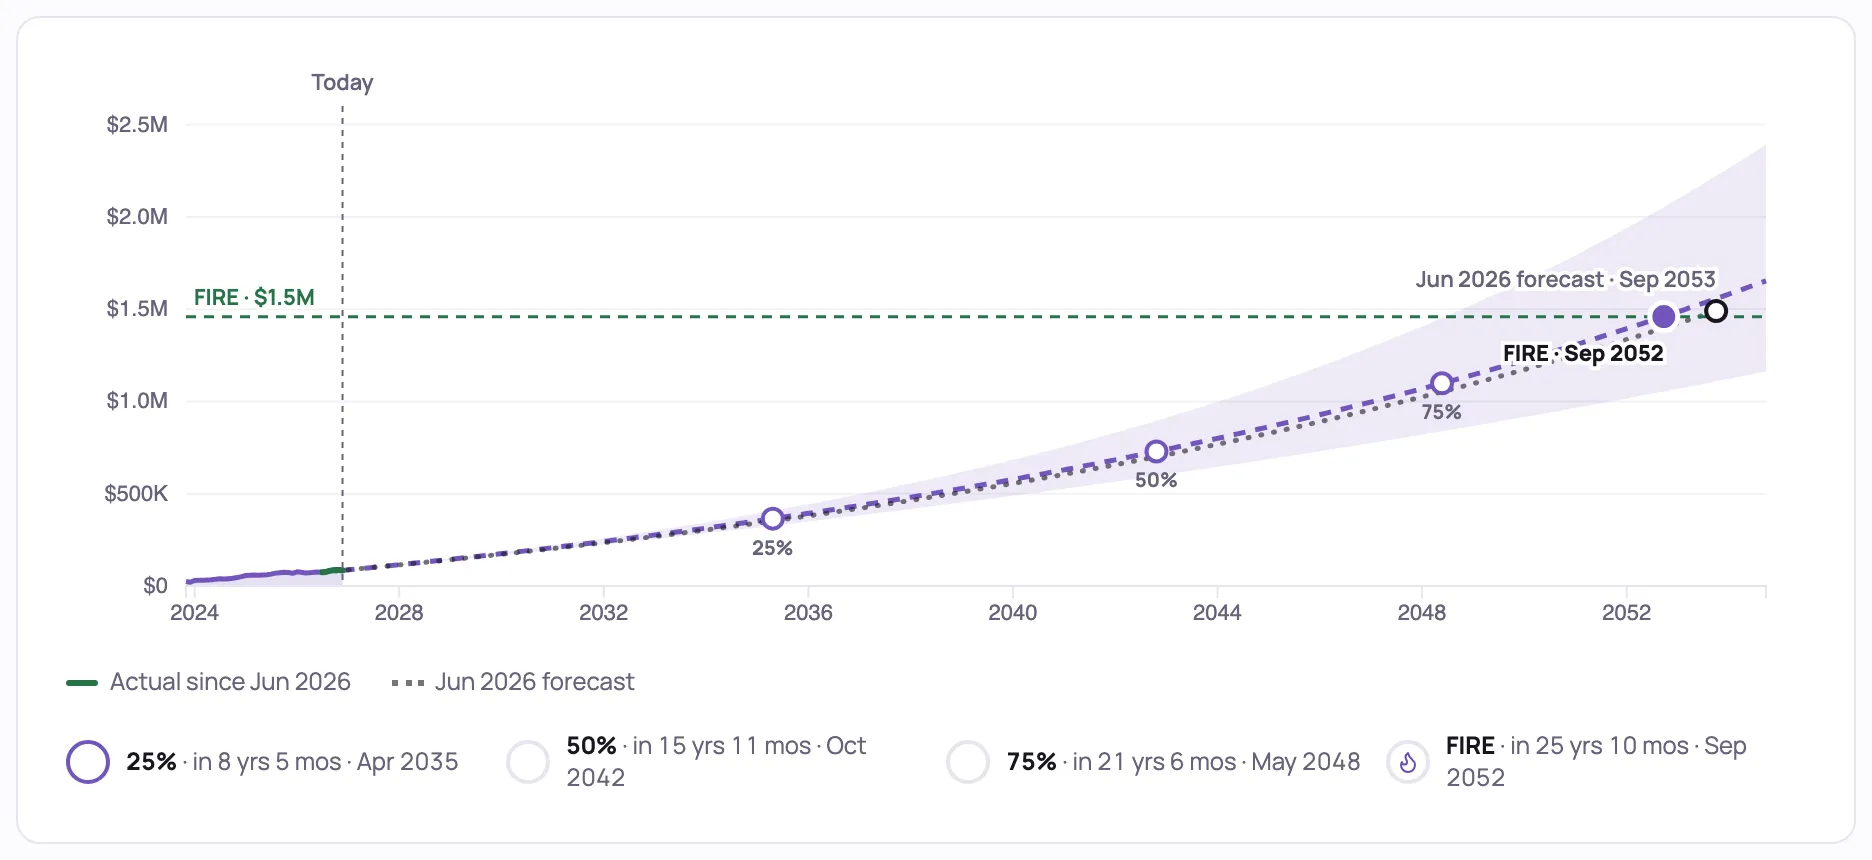 Today
$2.5M
$2.0M
FIRE · $1.5M
$1.5M
$1.0M
$500K
$0
Jun 2026 forecast · Sep 2053
FIRE · Sep 2052
75%
50%
25%
2024 2028 2032 2036 2040 2044 2048 2052
Actual since Jun 2026 Jun 2026 forecast
25% · in 8 yrs 5 mos · Apr 2035
50% · in 15 yrs 11 mos · Oct
2042
75% · in 21 yrs 6 mos · May 2048
FIRE · in 25 yrs 10 mos · Sep
2052